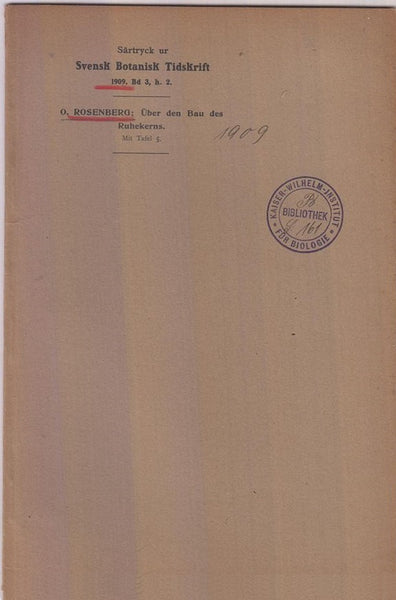 Särtryck ur
Svensk Botanisk Tidskrift
1909. Bd 3, h. 2.
O. ROSENBERG: Über den Bau des
Ruhekerns.
Mit Tafel 5.
1909
KAISER-WILHELM-INSTITUT
BIBLIOTHEK
161
FÜR BIOLOGIE